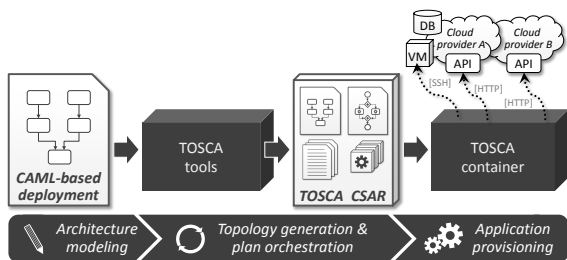 DB
Cloud
provider A
Cloud
provider B
VM
API
API
[SSH]
[HTTP]
[HTTP]
CAML-based
deployment
TOSCA
tools
TOSCA CSAR
TOSCA
container
Architecture
modeling
Topology generation &
plan orchestration
Application
provisioning